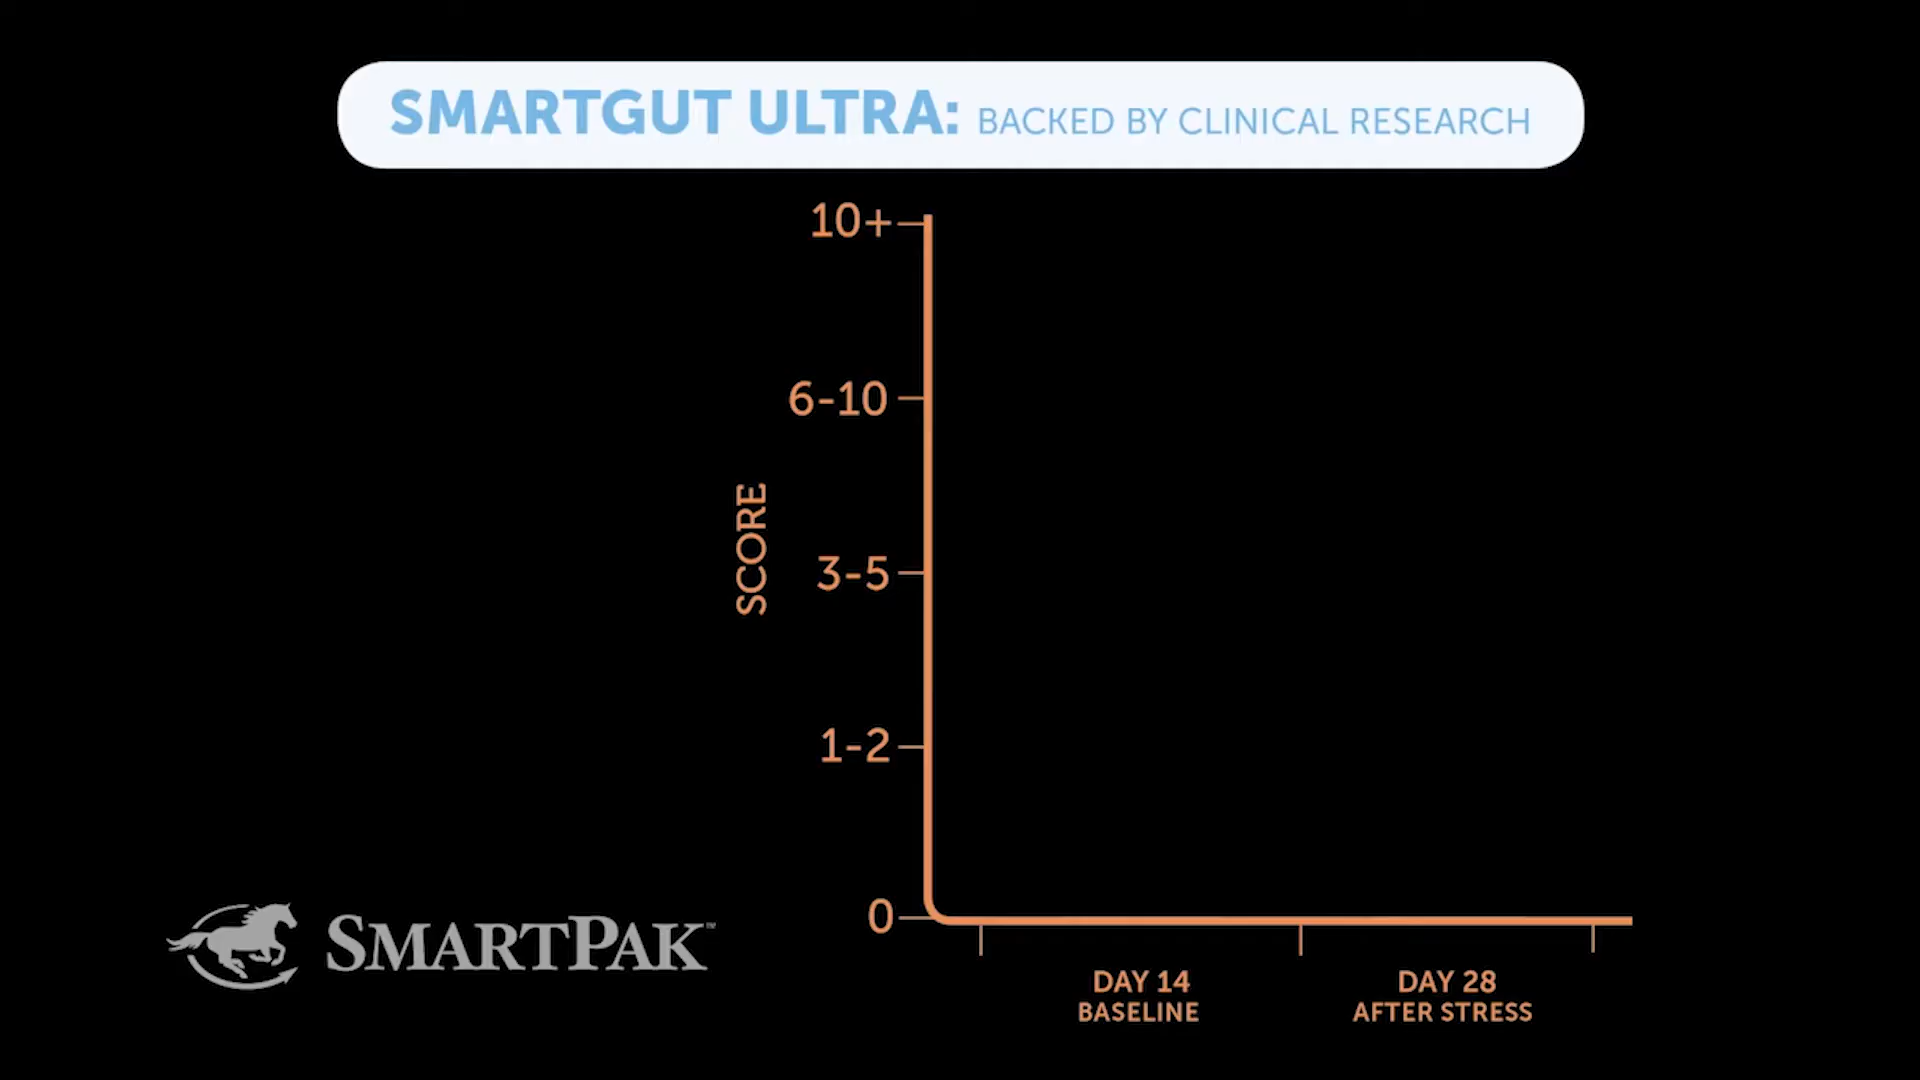 SMARTGUT ULTRA: BACKED BY CLINICAL RESEARCH
10+
6-10
SCORE
3-5
1-2
0
SMARTPAK™
DAY 14
BASELINE
DAY 28
AFTER STRESS